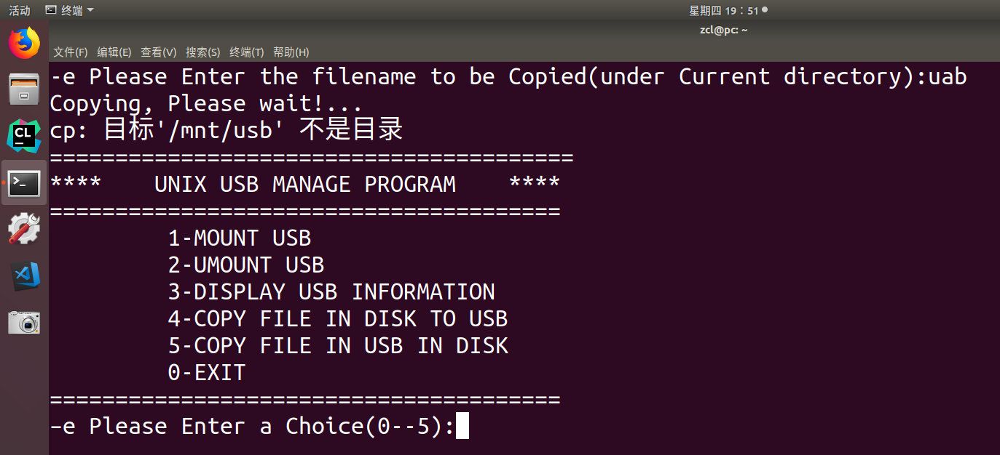 活动 终端 星期四 19：51
zcl@pc: ~
文件(F) 编辑(E) 查看(V) 搜索(S) 终端(T) 帮助(H)
-e Please Enter the filename to be Copied(under Current directory):uab
Copying, Please wait!...
cp: 目标'/mnt/usb' 不是目录
========================================
**** UNIX USB MANAGE PROGRAM ****
=======================================
1-MOUNT USB
2-UMOUNT USB
3-DISPLAY USB INFORMATION
4-COPY FILE IN DISK TO USB
5-COPY FILE IN USB IN DISK
0-EXIT
=======================================
–e Please Enter a Choice(0--5):
CL